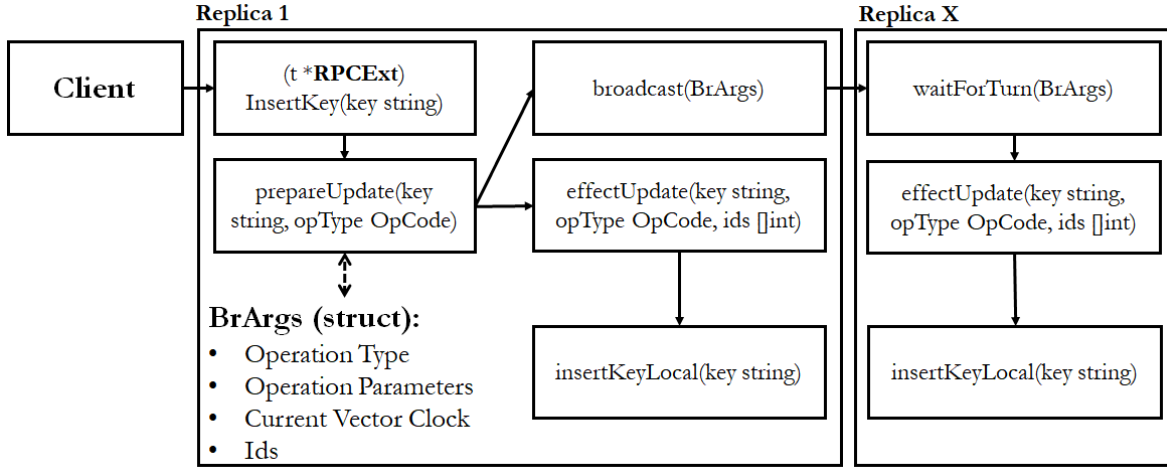 Replica 1
Replica X
Client
(t *RPCExt)
InsertKey(key string)
broadcast(BrArgs)
waitForTurn(BrArgs)
prepareUpdate(key
string, opType OpCode)
effectUpdate(key string,
opType OpCode, ids []int)
effectUpdate(key string,
opType OpCode, ids []int)
BrArgs (struct):
• Operation Type
• Operation Parameters
• Current Vector Clock
• Ids
insertKeyLocal(key string)
insertKeyLocal(key string)